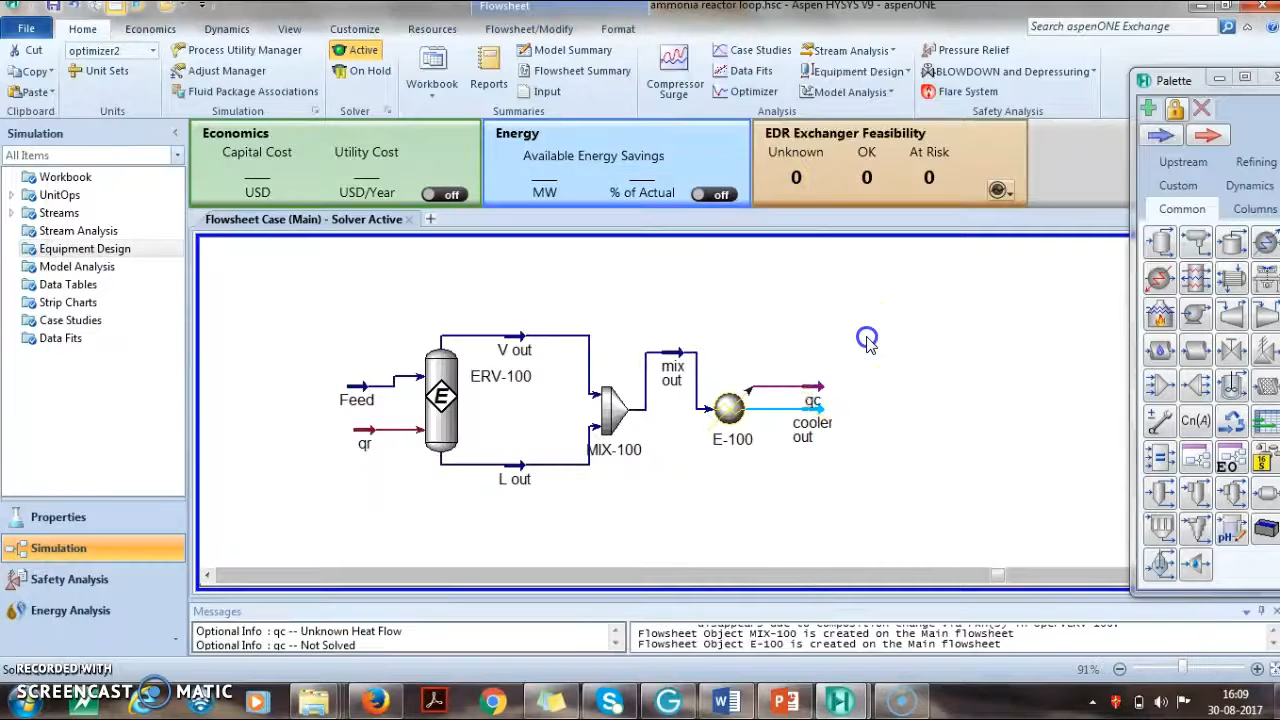 Flowsheet
ammonia reactor loop.hsc - Aspen HYSYS V9 - aspenONE
File Home Economics Dynamics View Customize Resources Flowsheet/Modify Format
Search aspenONE Exchange
Cut optimizer2 Process Utility Manager Active Model Summary Case Studies Stream Analysis Pressure Relief
Copy Unit Sets Adjust Manager On Hold Workbook Reports Flowsheet Summary Compressor Surge Data Fits Equipment Design BLOWDOWN and Depressuring
Paste Fluid Package Associations Input Optimizer Model Analysis Flare System
Clipboard Units Simulation Solver Summaries Analysis Safety Analysis
Palette
Simulation
All Items
Workbook
UnitOps
Streams
Stream Analysis
Equipment Design
Model Analysis
Data Tables
Strip Charts
Case Studies
Data Fits
Properties
Simulation
Safety Analysis
Energy Analysis
Economics
Capital Cost Utility Cost
USD USD/Year off
Energy
Available Energy Savings
MW % of Actual off
EDR Exchanger Feasibility
Unknown OK At Risk
0 0 0
Upstream Refining
Custom Dynamics
Common Columns
Cn(A)
EO
16
pH
Flowsheet Case (Main) - Solver Active
V out
ERV-100
E
Feed
qr
L out
MIX-100
mix
out
E-100
qc
cooler
out
Messages
Optional Info : qc -- Unknown Heat Flow
Optional Info : qc -- Not Solved
Flowsheet Object MIX-100 is created on the Main flowsheet
Flowsheet Object E-100 is created on the Main flowsheet
91%
RECORDED WITH
SCREENCAST MATIC
16:09
30-08-2017